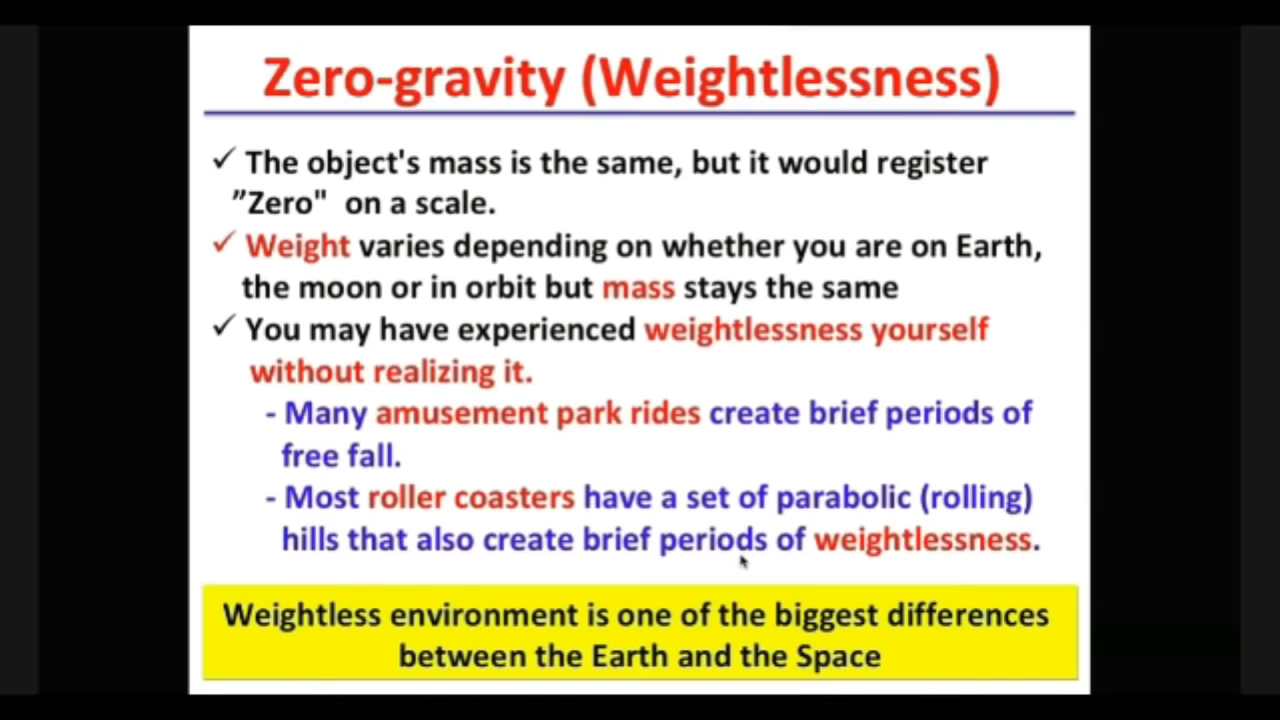 Zero-gravity (Weightlessness)
✓ The object's mass is the same, but it would register
”Zero" on a scale.
✓ Weight varies depending on whether you are on Earth,
the moon or in orbit but mass stays the same
✓ You may have experienced weightlessness yourself
without realizing it.
- Many amusement park rides create brief periods of
free fall.
- Most roller coasters have a set of parabolic (rolling)
hills that also create brief periods of weightlessness.
Weightless environment is one of the biggest differences
between the Earth and the Space